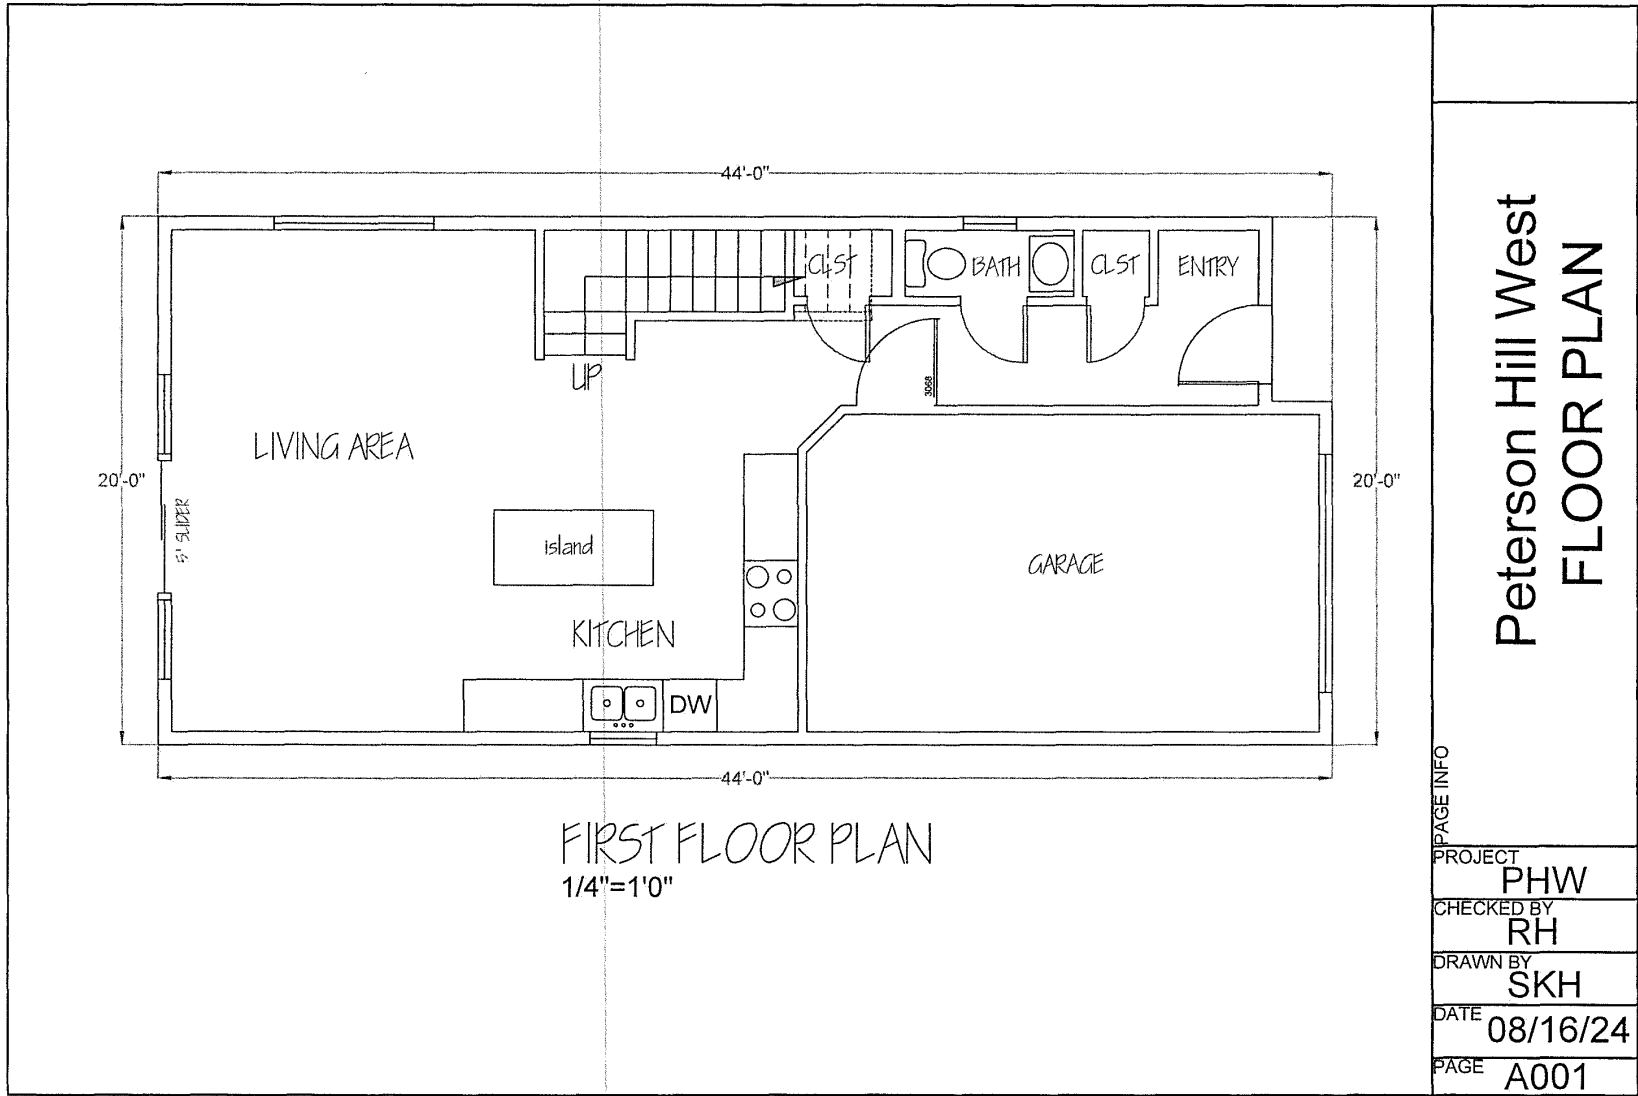 44'-0"
CLST
BATH
CLST
ENTRY
UP
3068
LIVING AREA
20'-0"
20'-0"
5' SLIDER
island
GARAGE
KITCHEN
DW
44'-0"
FIRST FLOOR PLAN
1/4"=1'0"
Peterson Hill West
FLOOR PLAN
PAGE INFO
PROJECT
PHW
CHECKED BY
RH
DRAWN BY
SKH
DATE
08/16/24
PAGE
A001